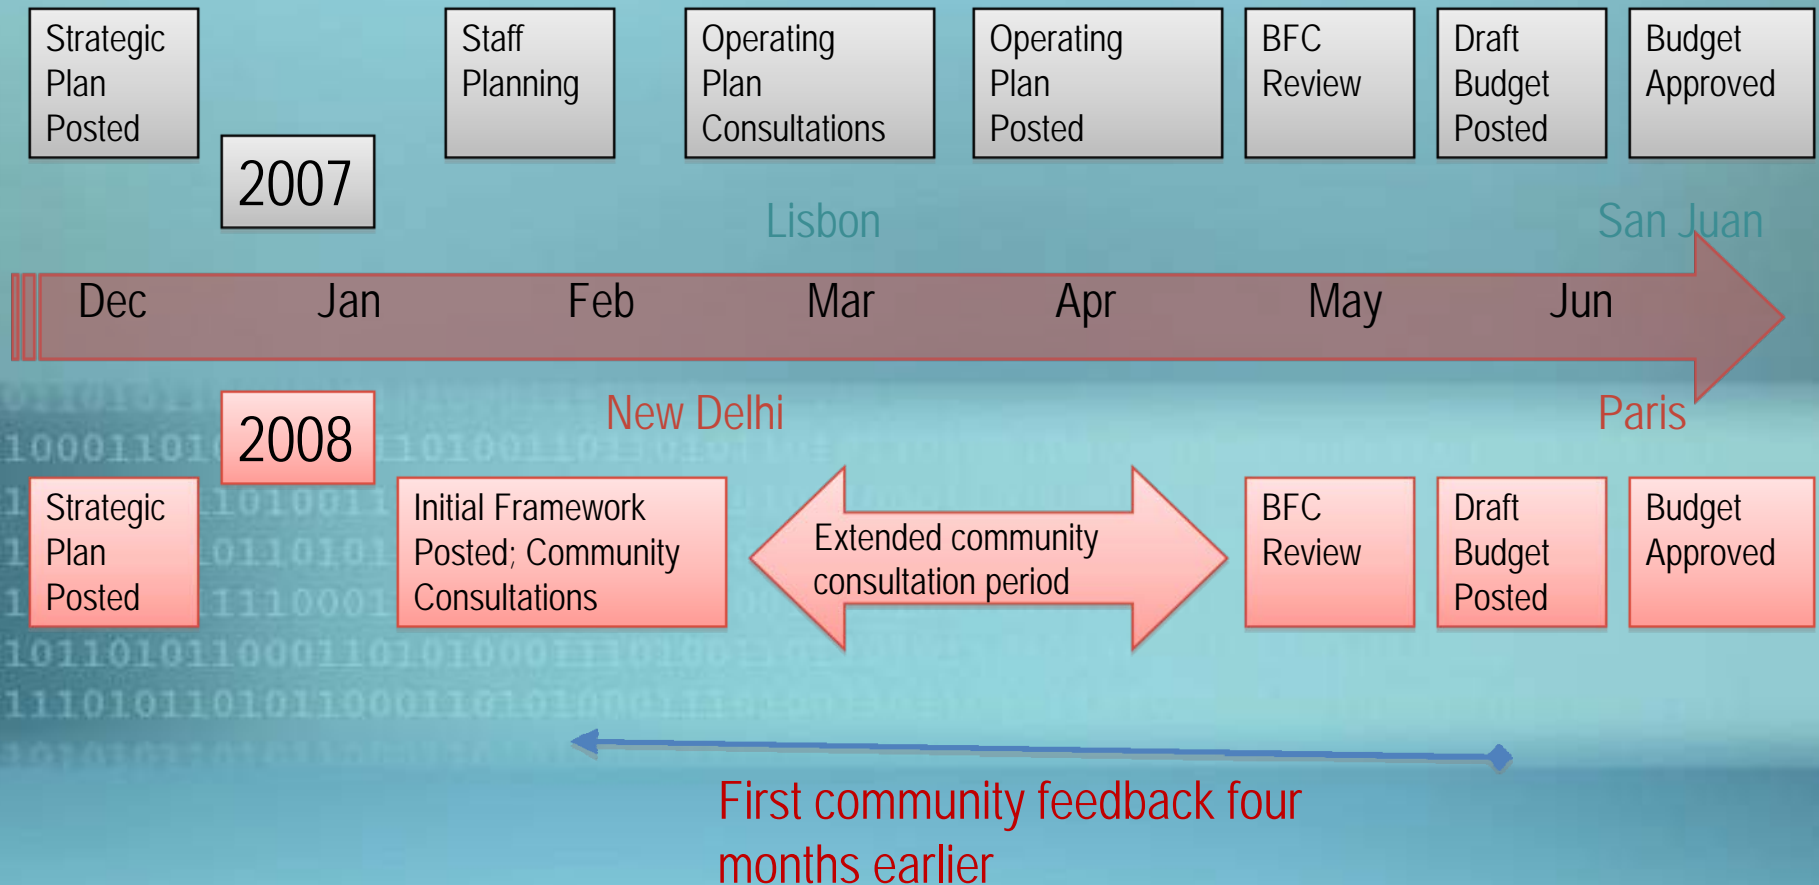 Strategic
Plan
Posted
Staff
Planning
Operating
Plan
Consultations
Operating
Plan
Posted
BFC
Review
Draft
Budget
Posted
Budget
Approved
2007
Lisbon
San Juan
Dec
Jan
Feb
Mar
Apr
May
Jun
New Delhi
Paris
2008
Strategic
Plan
Posted
Initial Framework
Posted; Community
Consultations
Extended community
consultation period
BFC
Review
Draft
Budget
Posted
Budget
Approved
First community feedback four
months earlier